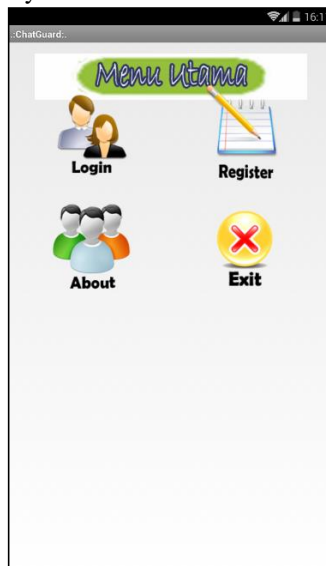 16:1
.:ChatGuard:.
Menu Utama
Login
Register
About
Exit